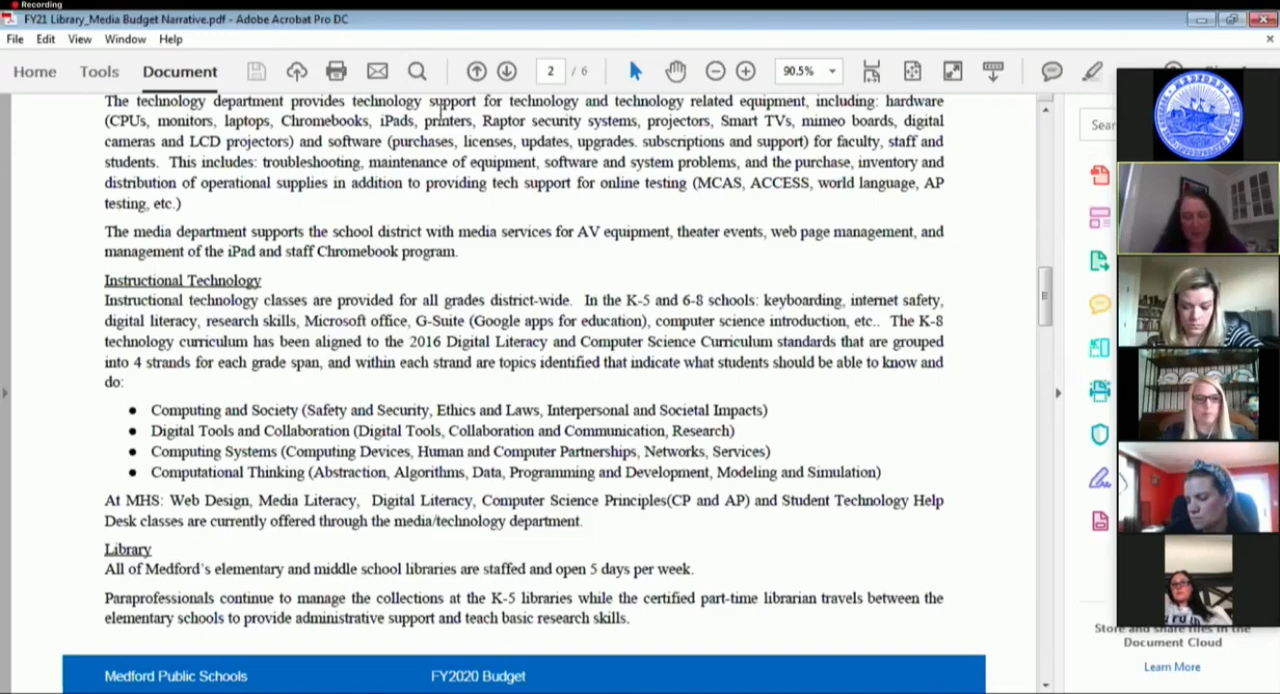 Recording
FY21 Library_Media Budget Narrative.pdf - Adobe Acrobat Pro DC
File Edit View Window Help
Home Tools Document 2 / 6 90.5%
The technology department provides technology support for technology and technology related equipment, including: hardware
(CPUs, monitors, laptops, Chromebooks, iPads, printers, Raptor security systems, projectors, Smart TVs, mimeo boards, digital
cameras and LCD projectors) and software (purchases, licenses, updates, upgrades. subscriptions and support) for faculty, staff and
students. This includes: troubleshooting, maintenance of equipment, software and system problems, and the purchase, inventory and
distribution of operational supplies in addition to providing tech support for online testing (MCAS, ACCESS, world language, AP
testing, etc.)
The media department supports the school district with media services for AV equipment, theater events, web page management, and
management of the iPad and staff Chromebook program.
Instructional Technology
Instructional technology classes are provided for all grades district-wide. In the K-5 and 6-8 schools: keyboarding, internet safety,
digital literacy, research skills, Microsoft office, G-Suite (Google apps for education), computer science introduction, etc.. The K-8
technology curriculum has been aligned to the 2016 Digital Literacy and Computer Science Curriculum standards that are grouped
into 4 strands for each grade span, and within each strand are topics identified that indicate what students should be able to know and
do:
● Computing and Society (Safety and Security, Ethics and Laws, Interpersonal and Societal Impacts)
● Digital Tools and Collaboration (Digital Tools, Collaboration and Communication, Research)
● Computing Systems (Computing Devices, Human and Computer Partnerships, Networks, Services)
● Computational Thinking (Abstraction, Algorithms, Data, Programming and Development, Modeling and Simulation)
At MHS: Web Design, Media Literacy, Digital Literacy, Computer Science Principles(CP and AP) and Student Technology Help
Desk classes are currently offered through the media/technology department.
Library
All of Medford's elementary and middle school libraries are staffed and open 5 days per week.
Paraprofessionals continue to manage the collections at the K-5 libraries while the certified part-time librarian travels between the
elementary schools to provide administrative support and teach basic research skills.
Medford Public Schools FY2020 Budget
Sear
Store and share files in the
Document Cloud
Learn More